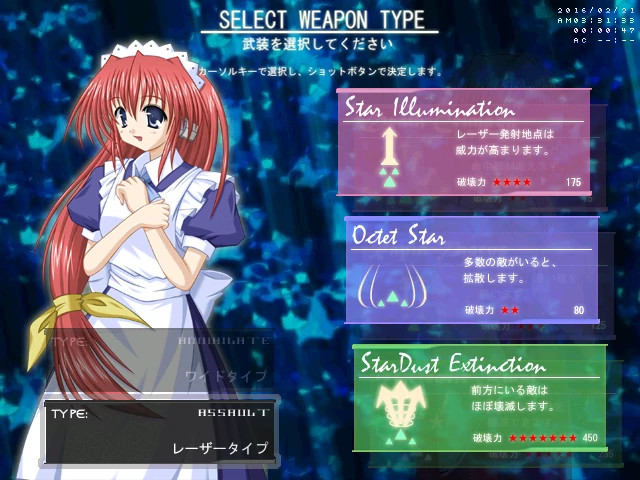 SELECT WEAPON TYPE
武装を選択してください
カーソルキーで選択し、ショットボタンで決定します。
2016/02/21
AM03:31:33
00:00:47
AC --:--
Star Illumination
レーザー発射地点は
威力が高まります。
破壊力 ★★★★ 175
Octet Star
多数の敵がいると、
拡散します。
破壊力 ★★ 80
125
StarDust Extinction
前方にいる敵は
ほぼ壊滅します。
破壊力 ★★★★★★★ 450
TYPE: ANNIHILATE
ワイドタイプ
TYPE: ASSAULT
レーザータイプ